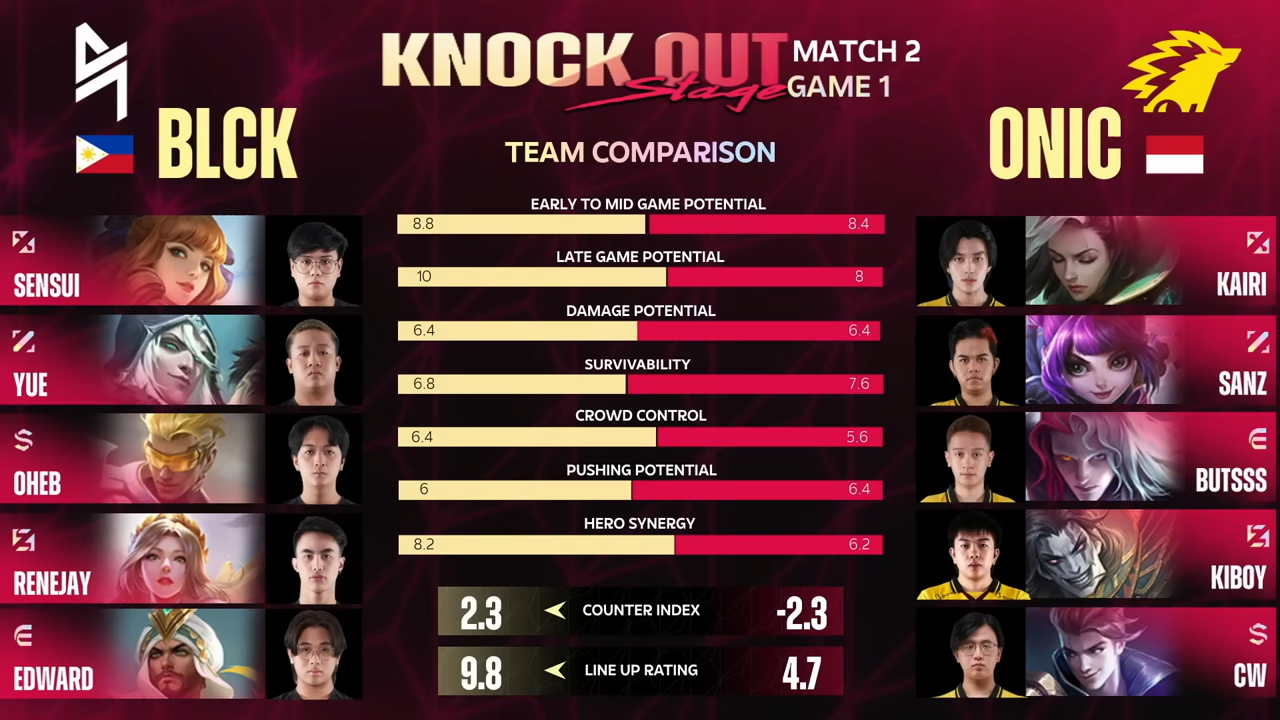 KNOCK OUT
Stage
MATCH 2
GAME 1
BLCK
ONIC
TEAM COMPARISON
EARLY TO MID GAME POTENTIAL
8.8 8.4
LATE GAME POTENTIAL
10 8
DAMAGE POTENTIAL
6.4 6.4
SURVIVABILITY
6.8 7.6
CROWD CONTROL
6.4 5.6
PUSHING POTENTIAL
6 6.4
HERO SYNERGY
8.2 6.2
2.3 COUNTER INDEX -2.3
9.8 LINE UP RATING 4.7
SENSUI
YUE
OHEB
RENEJAY
EDWARD
KAIRI
SANZ
BUTSSS
KIBOY
CW